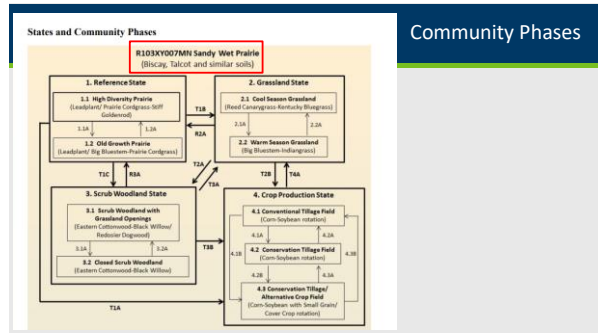 Community Phases
States and Community Phases
R103XY007MN Sandy Wet Prairie
(Biscay, Talcot and similar soils)
1. Reference State
1.1 High Diversity Prairie
(Leadplant/ Prairie Cordgrass-Stiff
Goldenrod)
1.1A
1.2A
1.2 Old Growth Prairie
(Leadplant/ Big Bluestem-Prairie Cordgrass)
T1B
R2A
2. Grassland State
2.1 Cool Season Grassland
(Reed Canarygrass-Kentucky Bluegrass)
2.1A
2.2A
2.2 Warm Season Grassland
(Big Bluestem-Indiangrass)
T1C
R3A
T2A
T3A
T2B
T4A
3. Scrub Woodland State
3.1 Scrub Woodland with
Grassland Openings
(Eastern Cottonwood-Black Willow/
Redosier Dogwood)
3.1A
3.2A
3.2 Closed Scrub Woodland
(Eastern Cottonwood-Black Willow)
T3B
4. Crop Production State
4.1 Conventional Tillage Field
(Corn-Soybean rotation)
4.1A
4.2A
4.2 Conservation Tillage Field
(Corn-Soybean rotation)
4.1B
4.3B
4.2B
4.3A
4.3 Conservation Tillage/
Alternative Crop Field
(Corn-Soybean with Small Grain/
Cover Crop rotation)
T1A